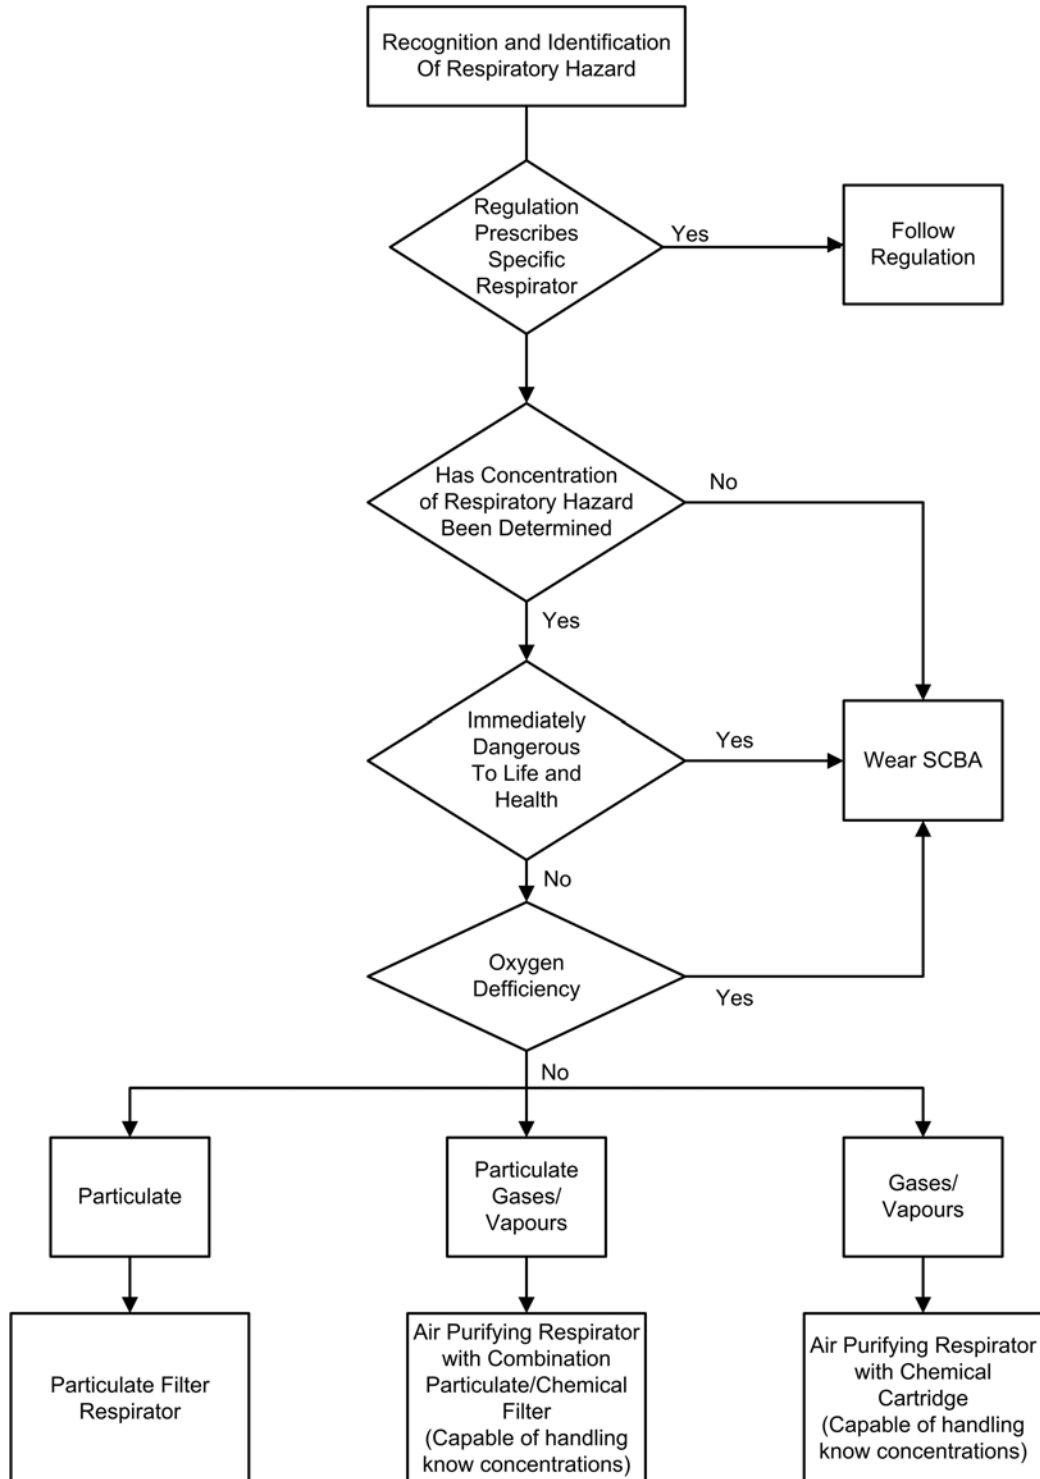 Recognition and Identification
Of Respiratory Hazard
Regulation
Prescribes
Specific
Respirator
Yes
Follow
Regulation
Has Concentration
of Respiratory Hazard
Been Determined
No
Yes
Immediately
Dangerous
To Life and
Health
Yes
Wear SCBA
No
Oxygen
Defficiency
Yes
No
Particulate
Particulate
Gases/
Vapours
Gases/
Vapours
Particulate Filter
Respirator
Air Purifying Respirator
with Combination
Particulate/Chemical
Filter
(Capable of handling
know concentrations)
Air Purifying Respirator
with Chemical
Cartridge
(Capable of handling
know concentrations)